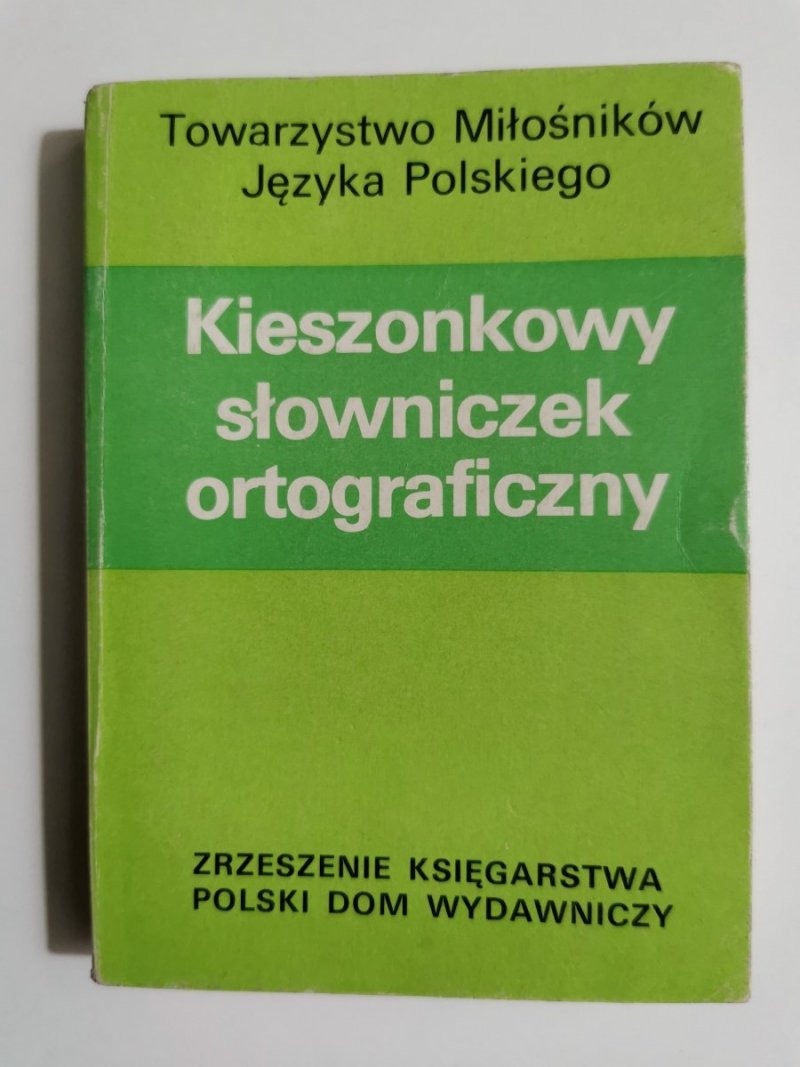 Towarzystwo Miłośników
Języka Polskiego
Kieszonkowy
słowniczek
ortograficzny
ZRZESZENIE KSIĘGARSTWA
POLSKI DOM WYDAWNICZY